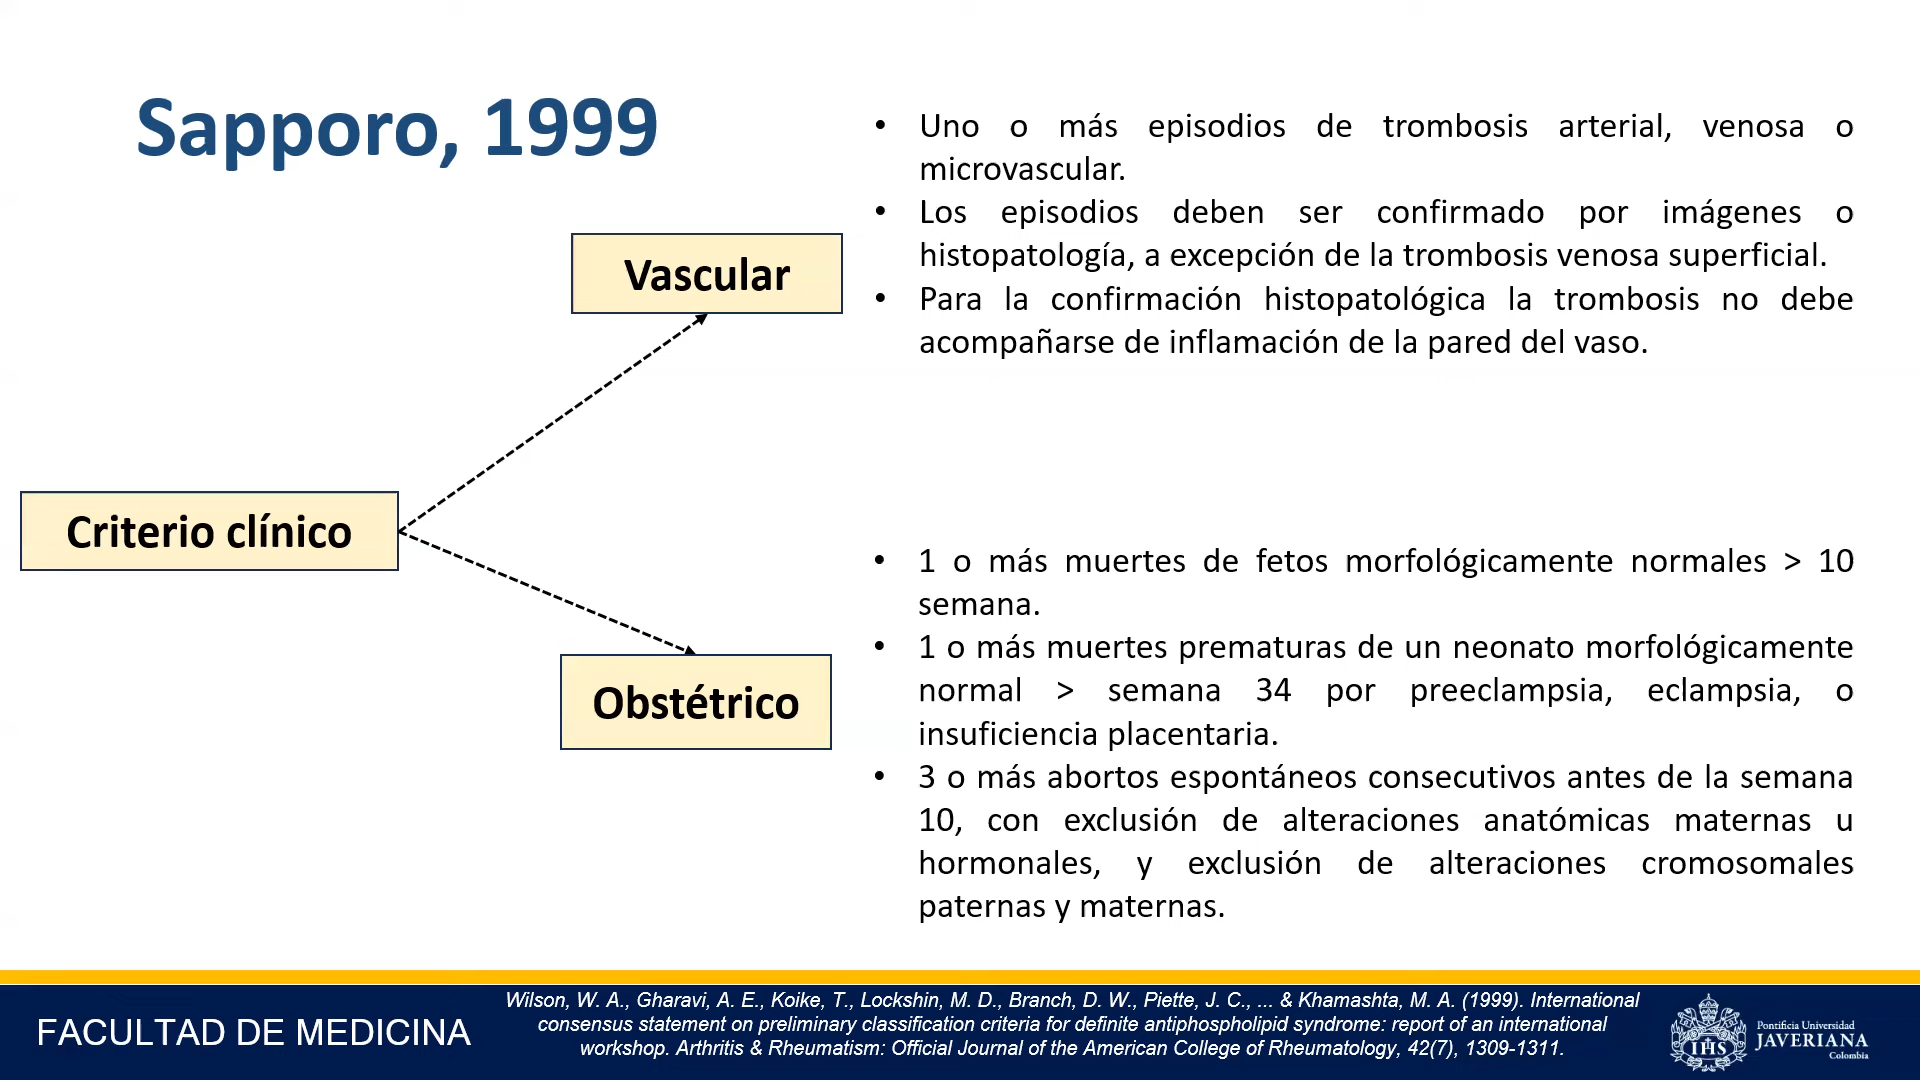 Sapporo, 1999
Uno o más episodios de trombosis arterial, venosa o
microvascular.
Los episodios deben ser confirmado por imágenes o
histopatología, a excepción de la trombosis venosa superficial.
Para la confirmación histopatológica la trombosis no debe
acompañarse de inflamación de la pared del vaso.
Vascular
Criterio clínico
Obstétrico
1 o más muertes de fetos morfológicamente normales > 10
semana.
1 o más muertes prematuras de un neonato morfológicamente
normal > semana 34 por preeclampsia, eclampsia, o
insuficiencia placentaria.
3 o más abortos espontáneos consecutivos antes de la semana
10, con exclusión de alteraciones anatómicas maternas u
hormonales, y exclusión de alteraciones cromosomales
paternas y maternas.
FACULTAD DE MEDICINA
Wilson, W. A., Gharavi, A. E., Koike, T., Lockshin, M. D., Branch, D. W., Piette, J. C., ... & Khamashta, M. A. (1999). International
consensus statement on preliminary classification criteria for definite antiphospholipid syndrome: report of an international
workshop. Arthritis & Rheumatism: Official Journal of the American College of Rheumatology, 42(7), 1309-1311.
IHS
Pontificia Universidad
JAVERIANA
Colombia